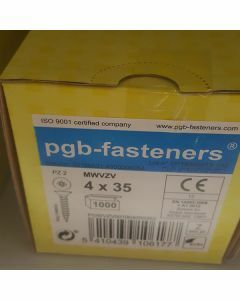 ISO 9001 certified company
www.pgb-fasteners.com
pgb-fasteners®
PZ 2
MWVZV
4 x 35
1000
CE
5 410439 106177